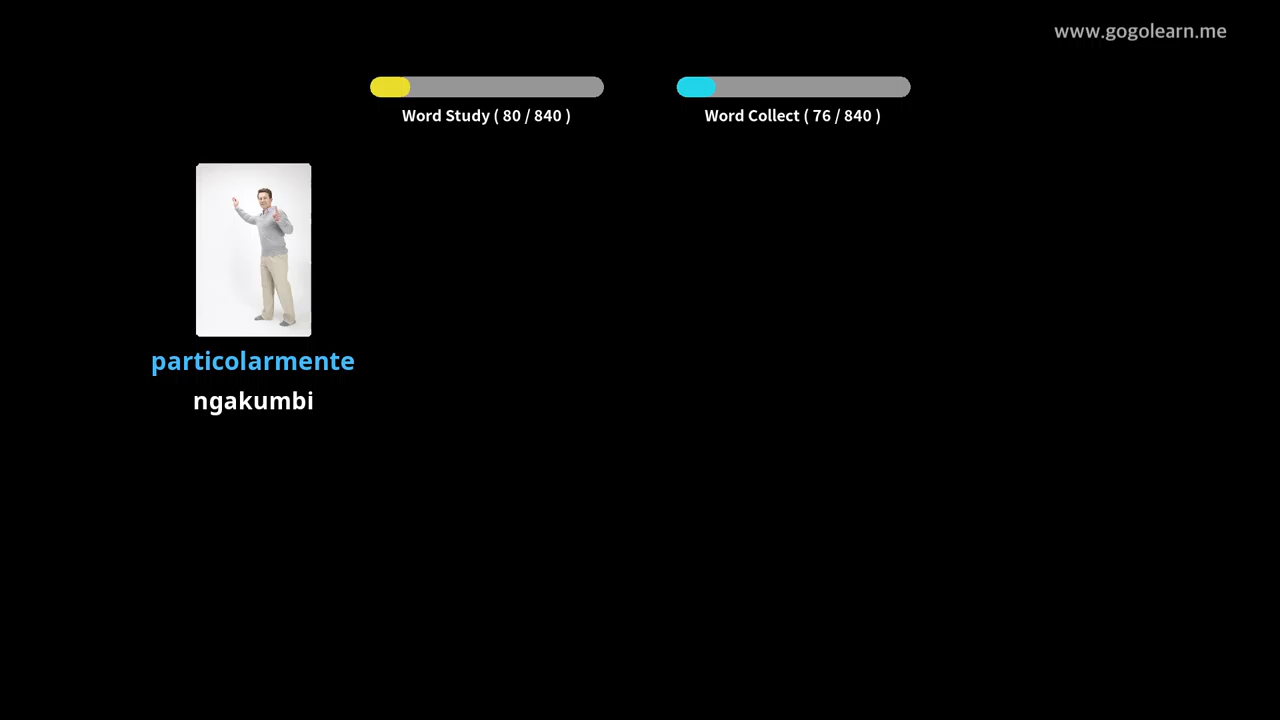 www.gogolearn.me
Word Study ( 80 / 840 )
Word Collect ( 76 / 840 )
particolarmente
ngakumbi